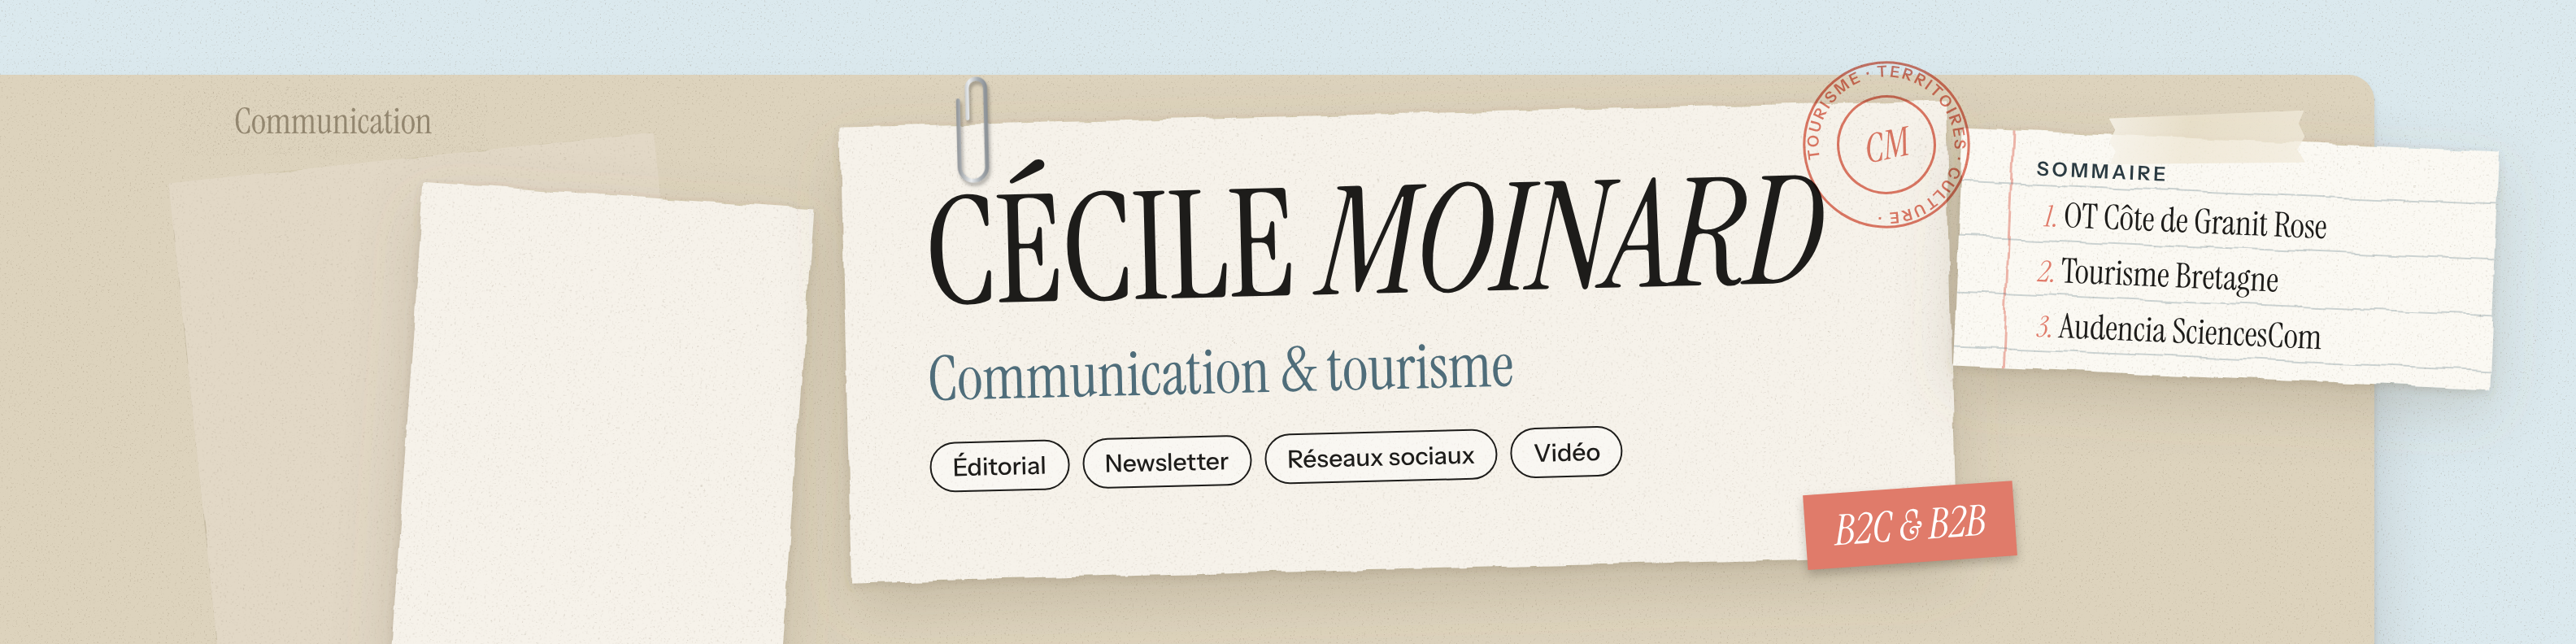 Communication
CÉCILE MOINARD
Communication & tourisme
Éditorial
Newsletter
Réseaux sociaux
Vidéo
B2C & B2B
TOURISME · TERRITOIRES · CULTURE ·
CM
SOMMAIRE
1. OT Côte de Granit Rose
2. Tourisme Bretagne
3. Audencia SciencesCom